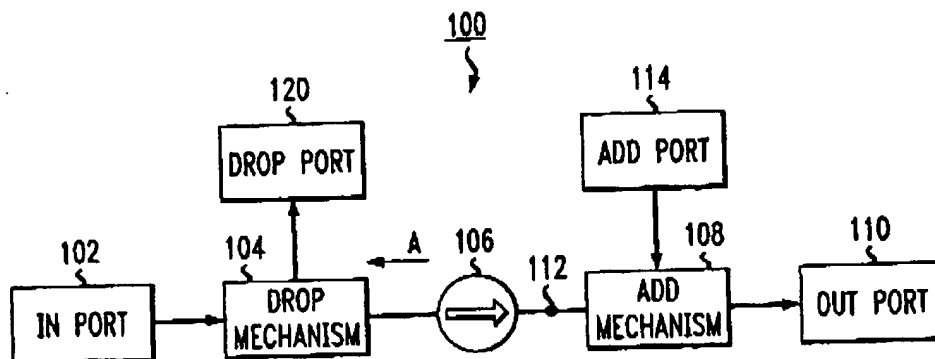 100
120
DROP PORT
114
ADD PORT
102
IN PORT
104
DROP
MECHANISM
A
106
112
108
ADD
MECHANISM
110
OUT PORT